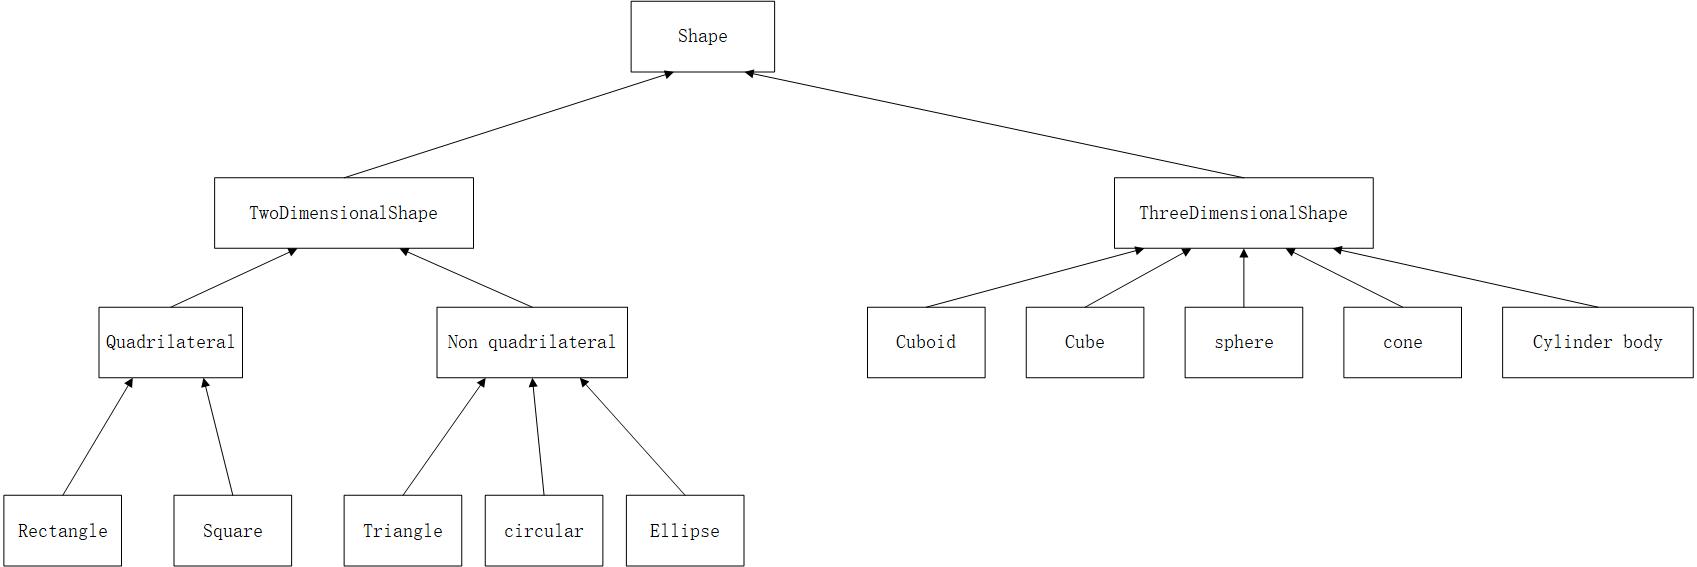 Shape
TwoDimensionalShape
ThreeDimensionalShape
Quadrilateral
Non quadrilateral
Cuboid
Cube
sphere
cone
Cylinder body
Rectangle
Square
Triangle
circular
Ellipse